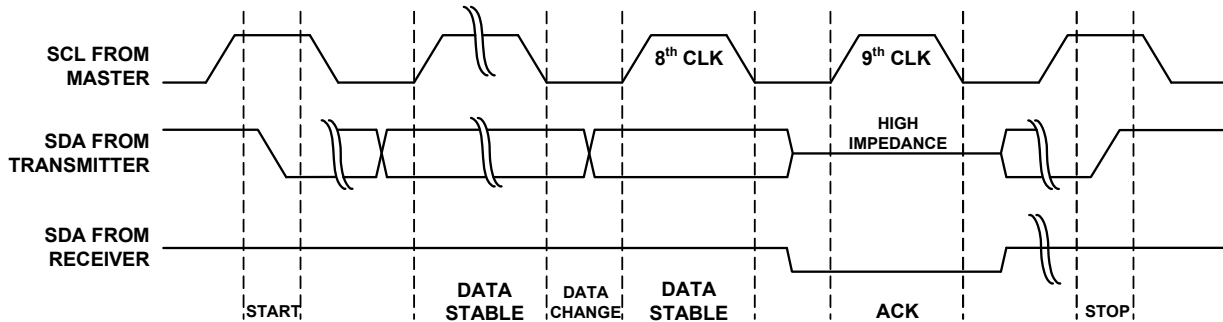 SCL FROM
MASTER
8th CLK
9th CLK
SDA FROM
TRANSMITTER
HIGH
IMPEDANCE
SDA FROM
RECEIVER
START
DATA
STABLE
DATA
CHANGE
DATA
STABLE
ACK
STOP